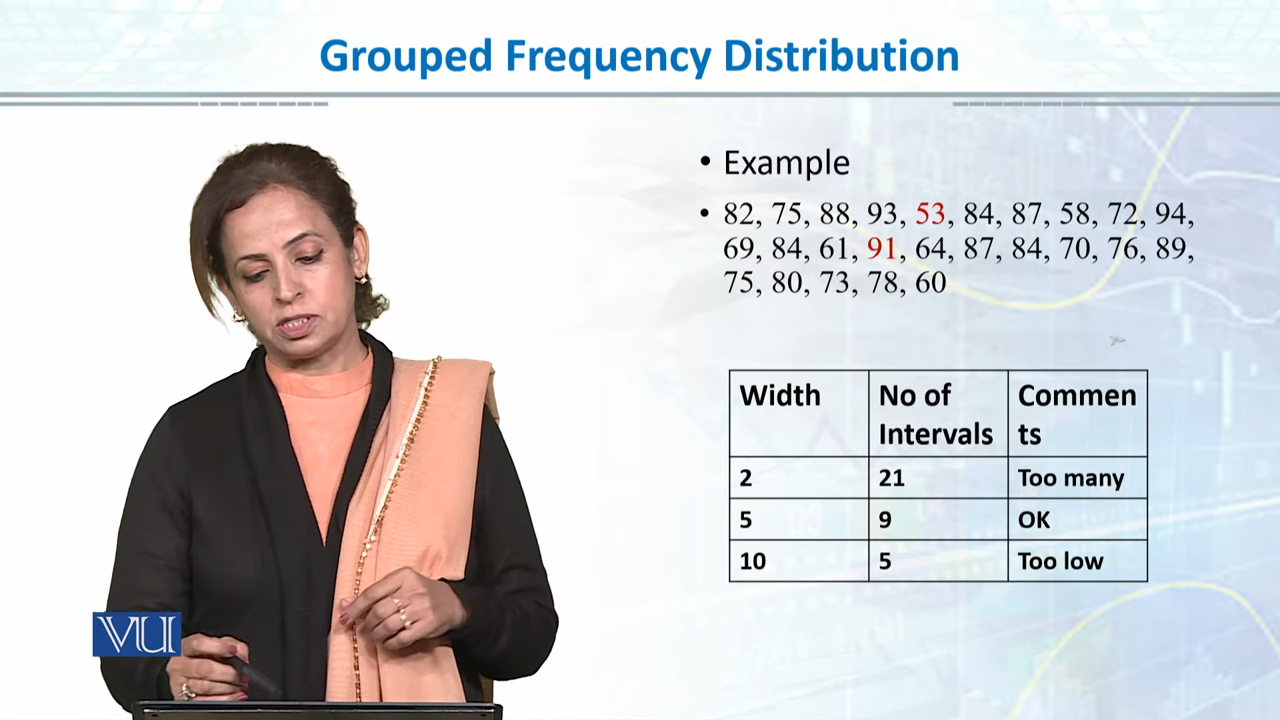 Grouped Frequency Distribution
• Example
• 82, 75, 88, 93, 53, 84, 87, 58, 72, 94,
69, 84, 61, 91, 64, 87, 84, 70, 76, 89,
75, 80, 73, 78, 60
Width No of Intervals Commen ts
2 21 Too many
5 9 OK
10 5 Too low
VU